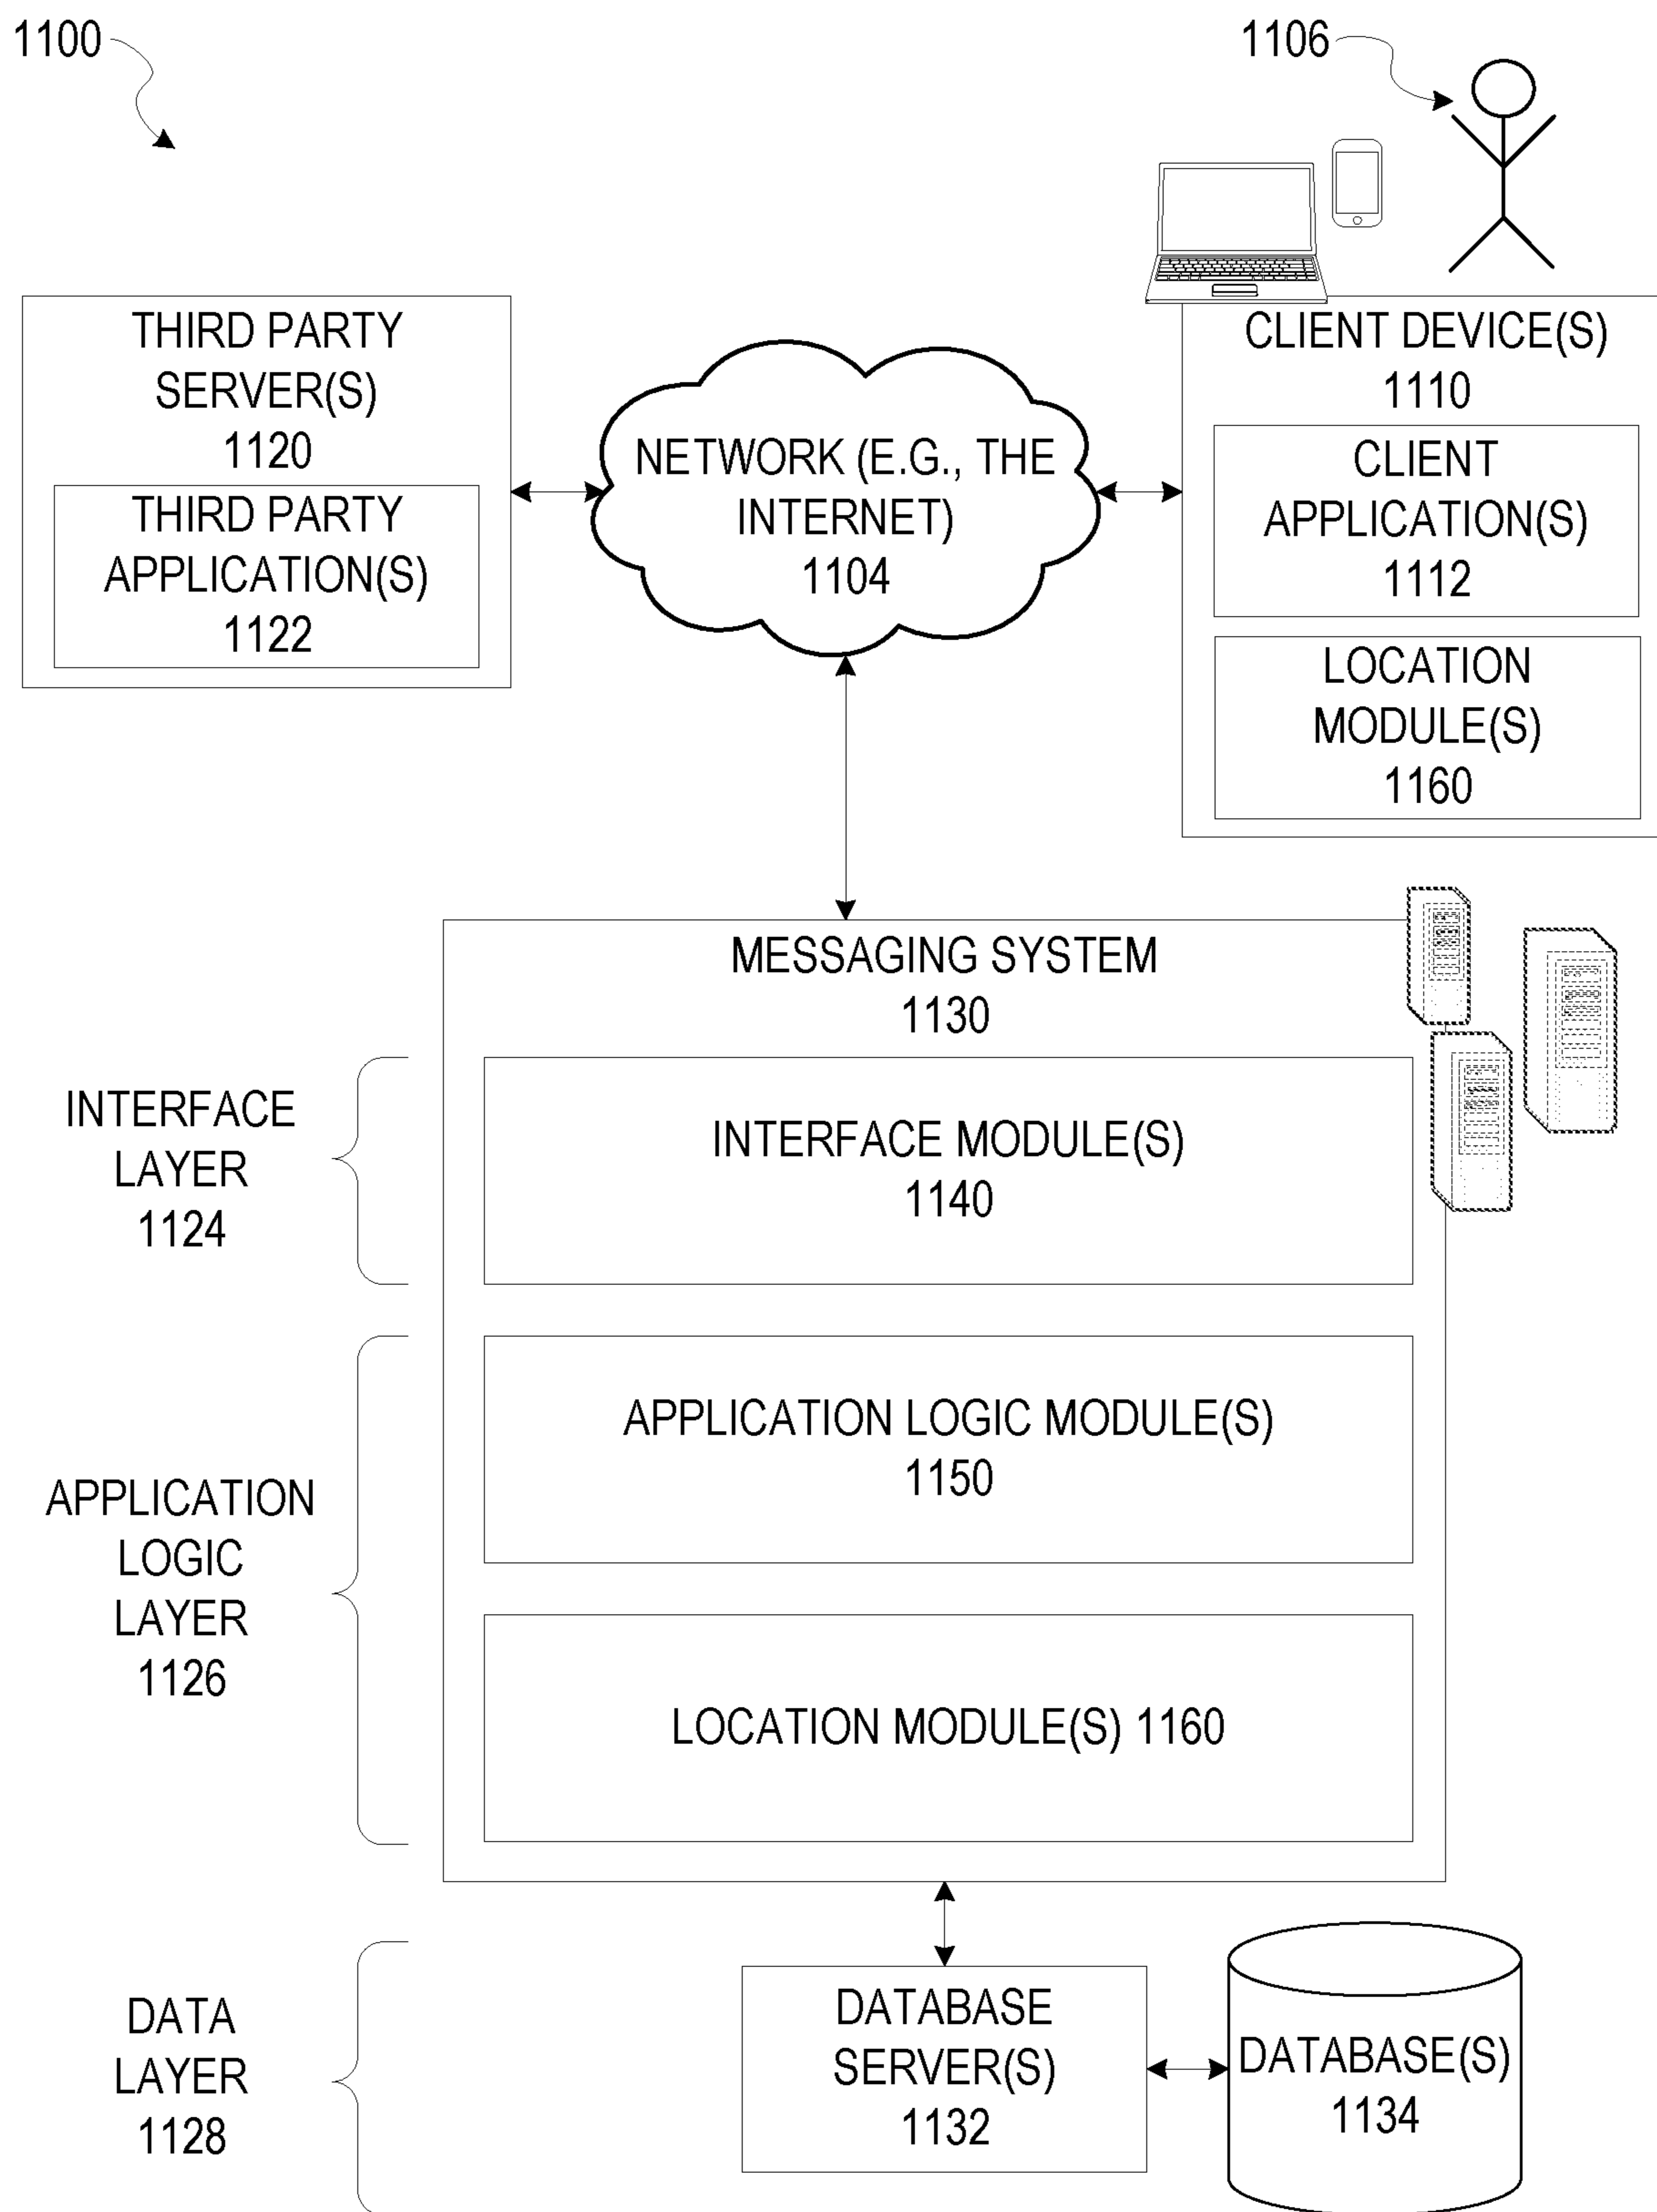 1100
1106
THIRD PARTY
SERVER(S)
1120
THIRD PARTY
APPLICATION(S)
1122
NETWORK (E.G., THE
INTERNET)
1104
CLIENT DEVICE(S)
1110
CLIENT
APPLICATION(S)
1112
LOCATION
MODULE(S)
1160
MESSAGING SYSTEM
1130
INTERFACE
LAYER
1124
INTERFACE MODULE(S)
1140
APPLICATION
LOGIC
LAYER
1126
APPLICATION LOGIC MODULE(S)
1150
LOCATION MODULE(S) 1160
DATA
LAYER
1128
DATABASE
SERVER(S)
1132
DATABASE(S)
1134